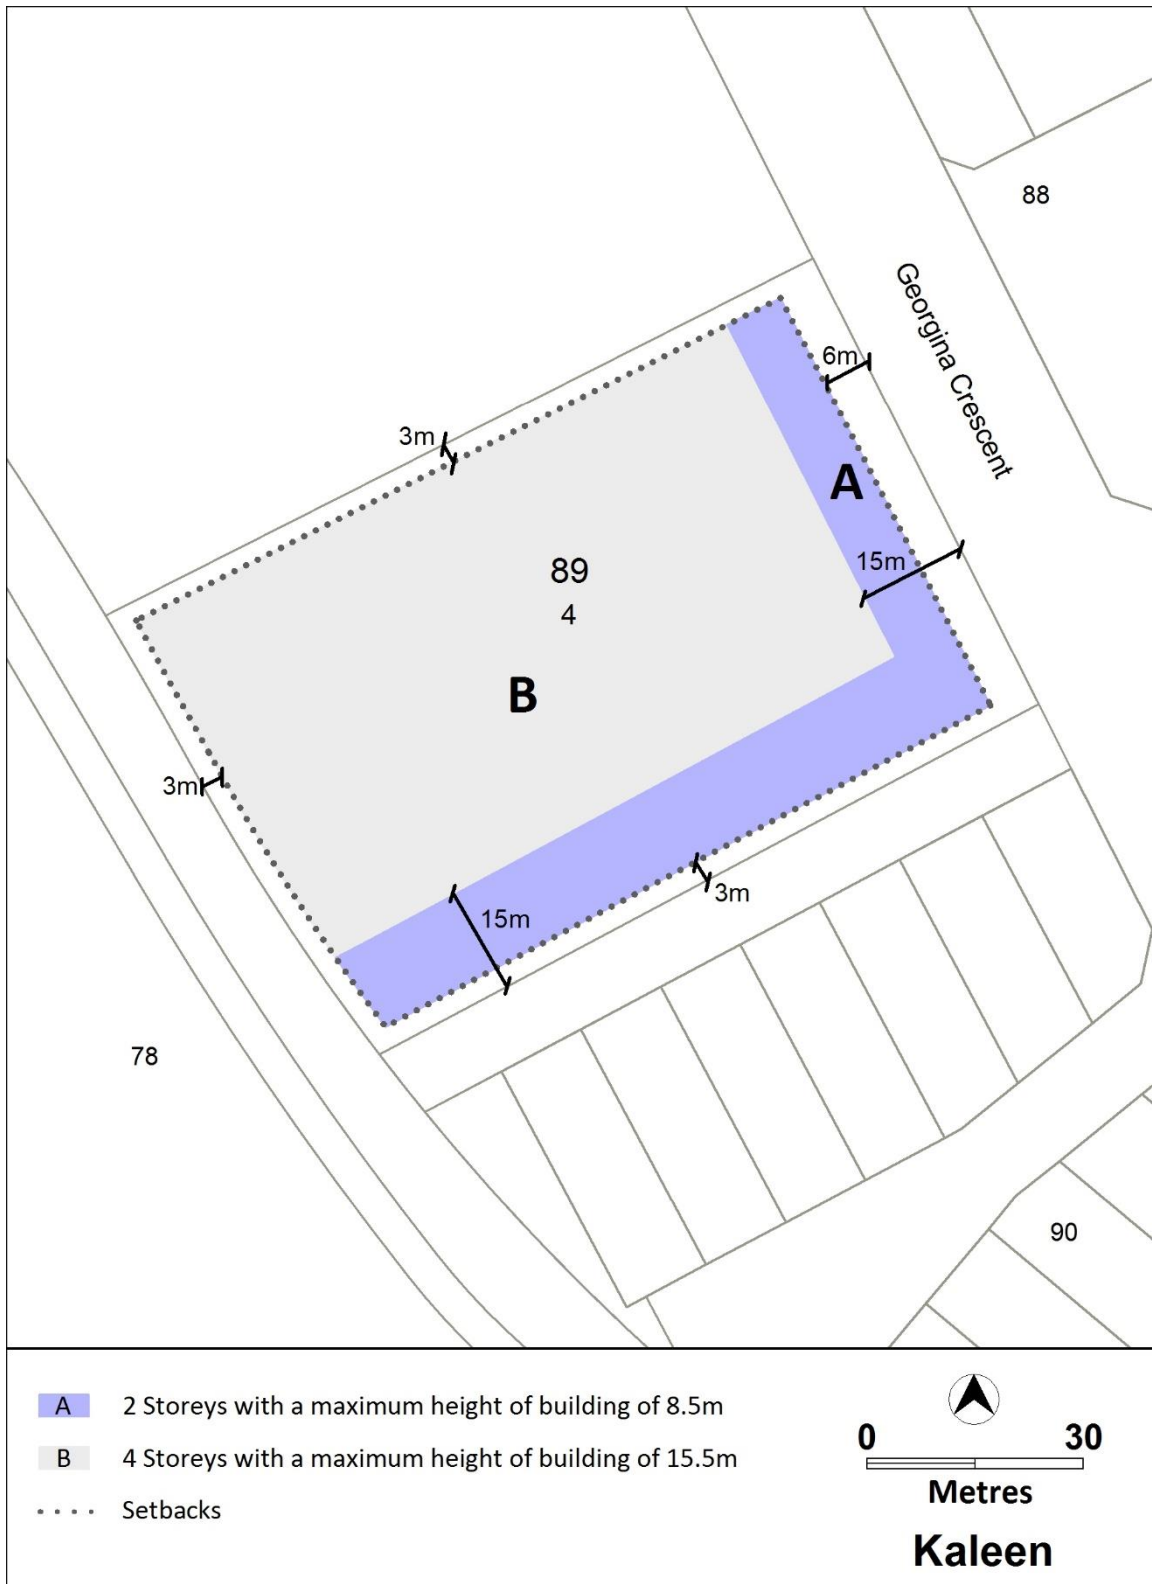 88
Georgina Crescent
6m
3m
A
89
15m
4
B
3m
3m
15m
78
90
A 2 Storeys with a maximum height of building of 8.5m
B 4 Storeys with a maximum height of building of 15.5m
Setbacks
0 30
Metres
Kaleen